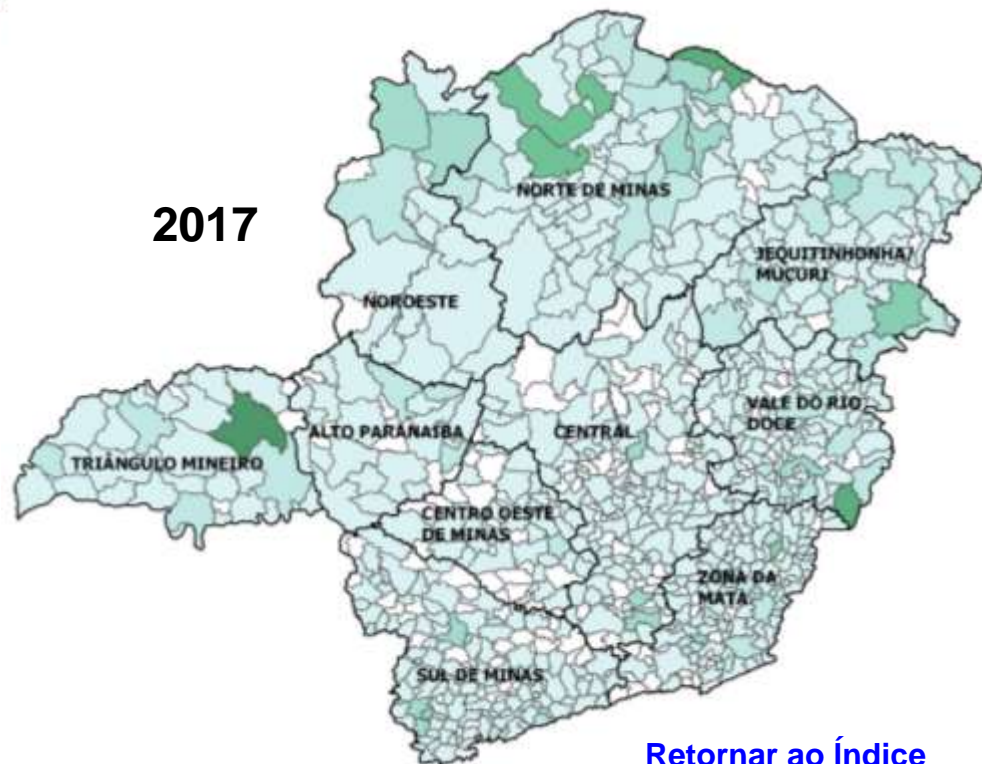 2017
NORTE DE MINAS
JEQUITINHONHA/
MUCURI
NOROESTE
VALE DO RIO
DOCE
ALTO PARANAIBA
CENTRAL
TRIÂNGULO MINEIRO
CENTRO OESTE
DE MINAS
ZONA DA
MATA
SUL DE MINAS
Retornar ao Índice